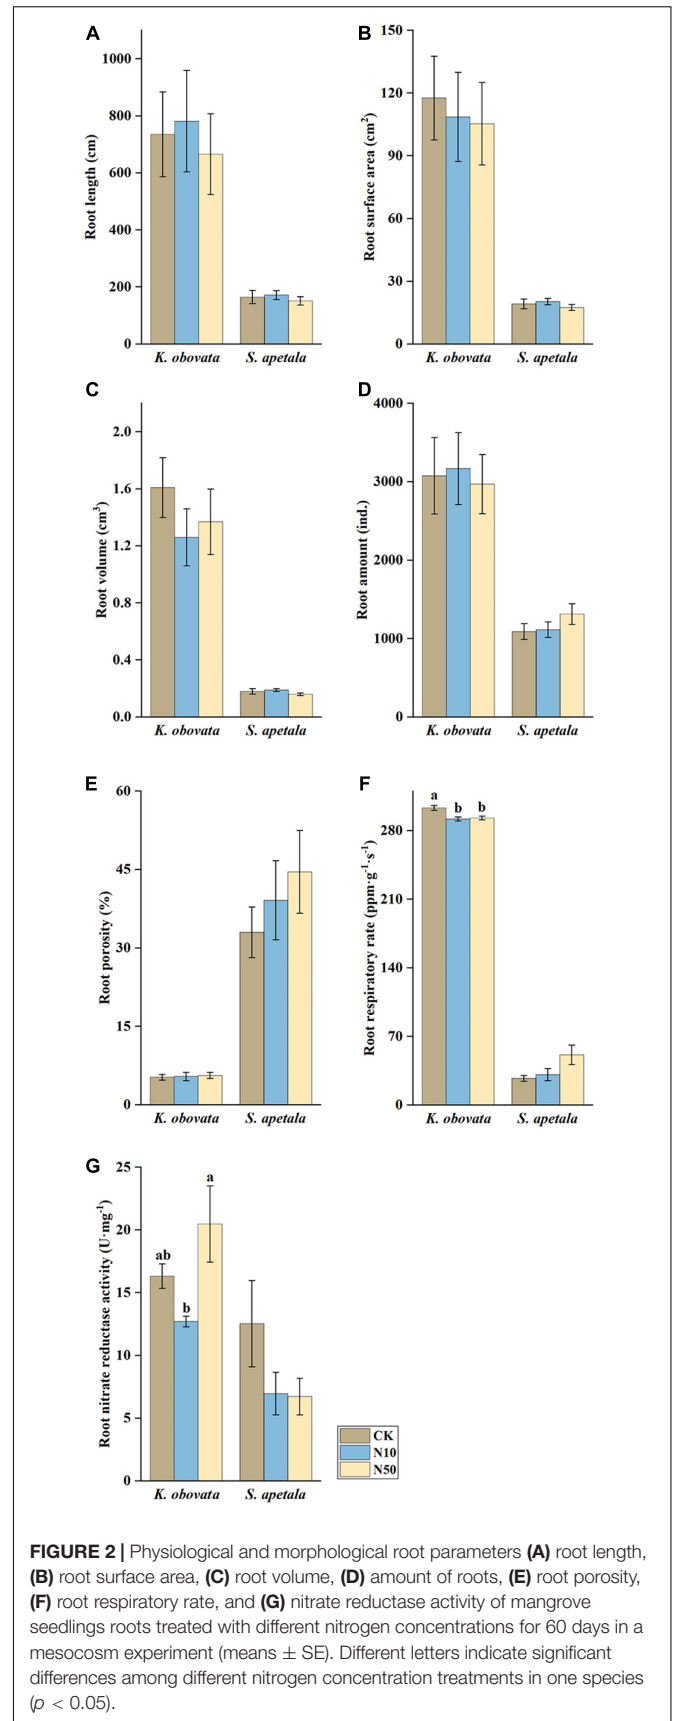 A
Root length (cm)
1000
800
600
400
200
0
K. obovata
S. apetala
B
Root surface area (cm²)
150
120
90
60
30
0
K. obovata
S. apetala
C
Root volume (cm³)
2.0
1.6
1.2
0.8
0.4
0.0
K. obovata
S. apetala
D
Root amount (ind.)
4000
3000
2000
1000
0
K. obovata
S. apetala
E
Root porosity (%)
60
45
30
15
0
K. obovata
S. apetala
F
Root respiratory rate (ppm·g⁻¹·s⁻¹)
280
210
140
70
0
a
b
b
K. obovata
S. apetala
G
Root nitrate reductase activity (U·mg⁻¹)
25
20
15
10
5
0
ab
b
a
K. obovata
S. apetala
CK
N10
N50
FIGURE 2 | Physiological and morphological root parameters (A) root length,
(B) root surface area, (C) root volume, (D) amount of roots, (E) root porosity,
(F) root respiratory rate, and (G) nitrate reductase activity of mangrove
seedlings roots treated with different nitrogen concentrations for 60 days in a
mesocosm experiment (means ± SE). Different letters indicate significant
differences among different nitrogen concentration treatments in one species
(p < 0.05).